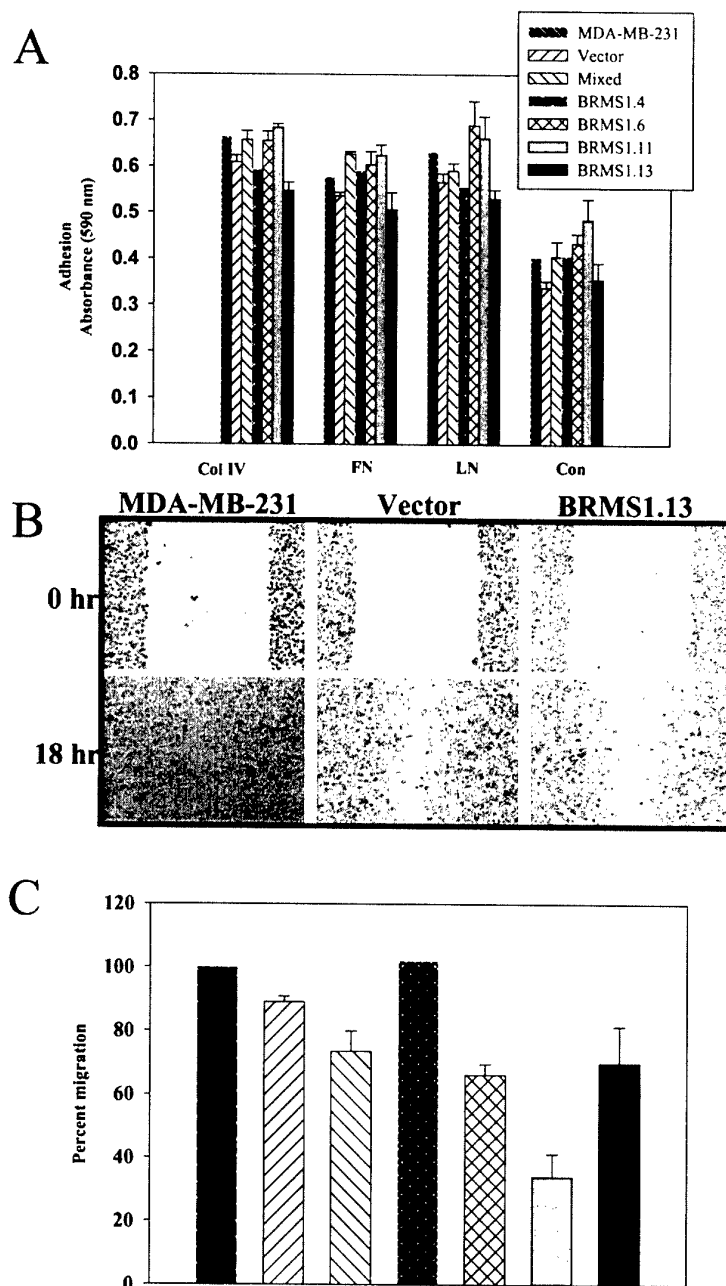 A
MDA-MB-231
Vector
Mixed
BRMS1.4
BRMS1.6
BRMS1.11
BRMS1.13
0.8
0.7
0.6
0.5
0.4
0.3
0.2
0.1
0.0
Adhesion
Absorbance (590 nm)
Col IV FN LN Con
B
MDA-MB-231 Vector BRMS1.13
0 hr
18 hr
C
120
100
80
60
40
20
0
Percent migration